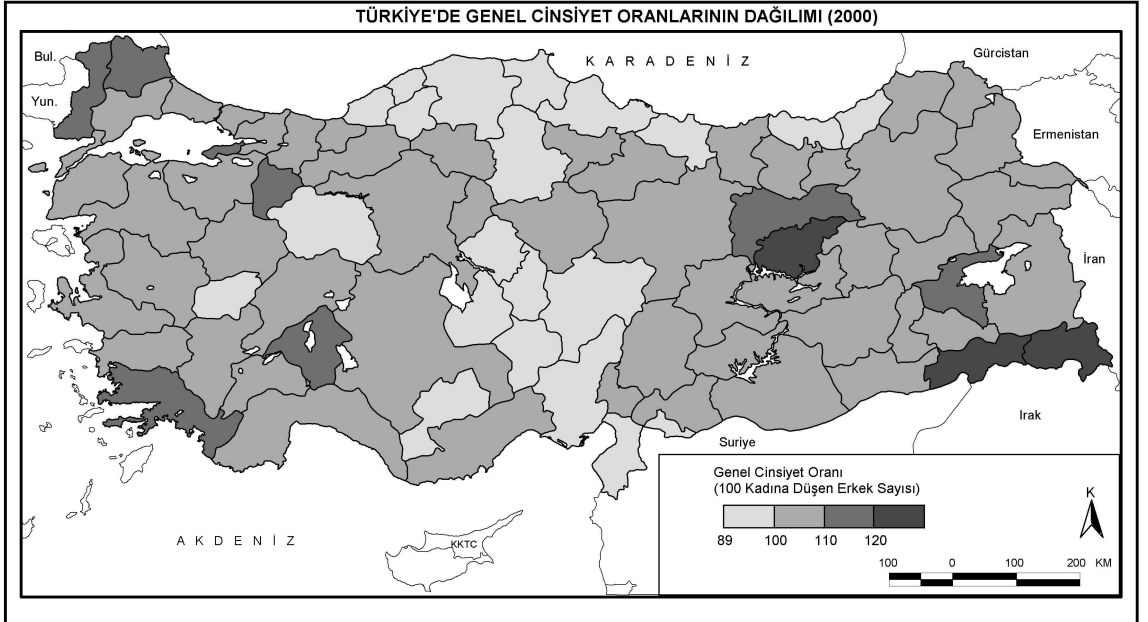 TÜRKİYE'DE GENEL CİNSİYET ORANLARININ DAĞILIMI (2000)
Bul.
K A R A D E N İ Z
Gürcistan
Yun.
Ermenistan
İran
Irak
Suriye
A K D E N İ Z
KKTC
Genel Cinsiyet Oranı
(100 Kadına Düşen Erkek Sayısı)
89 100 110 120
K
100 0 100 200 KM